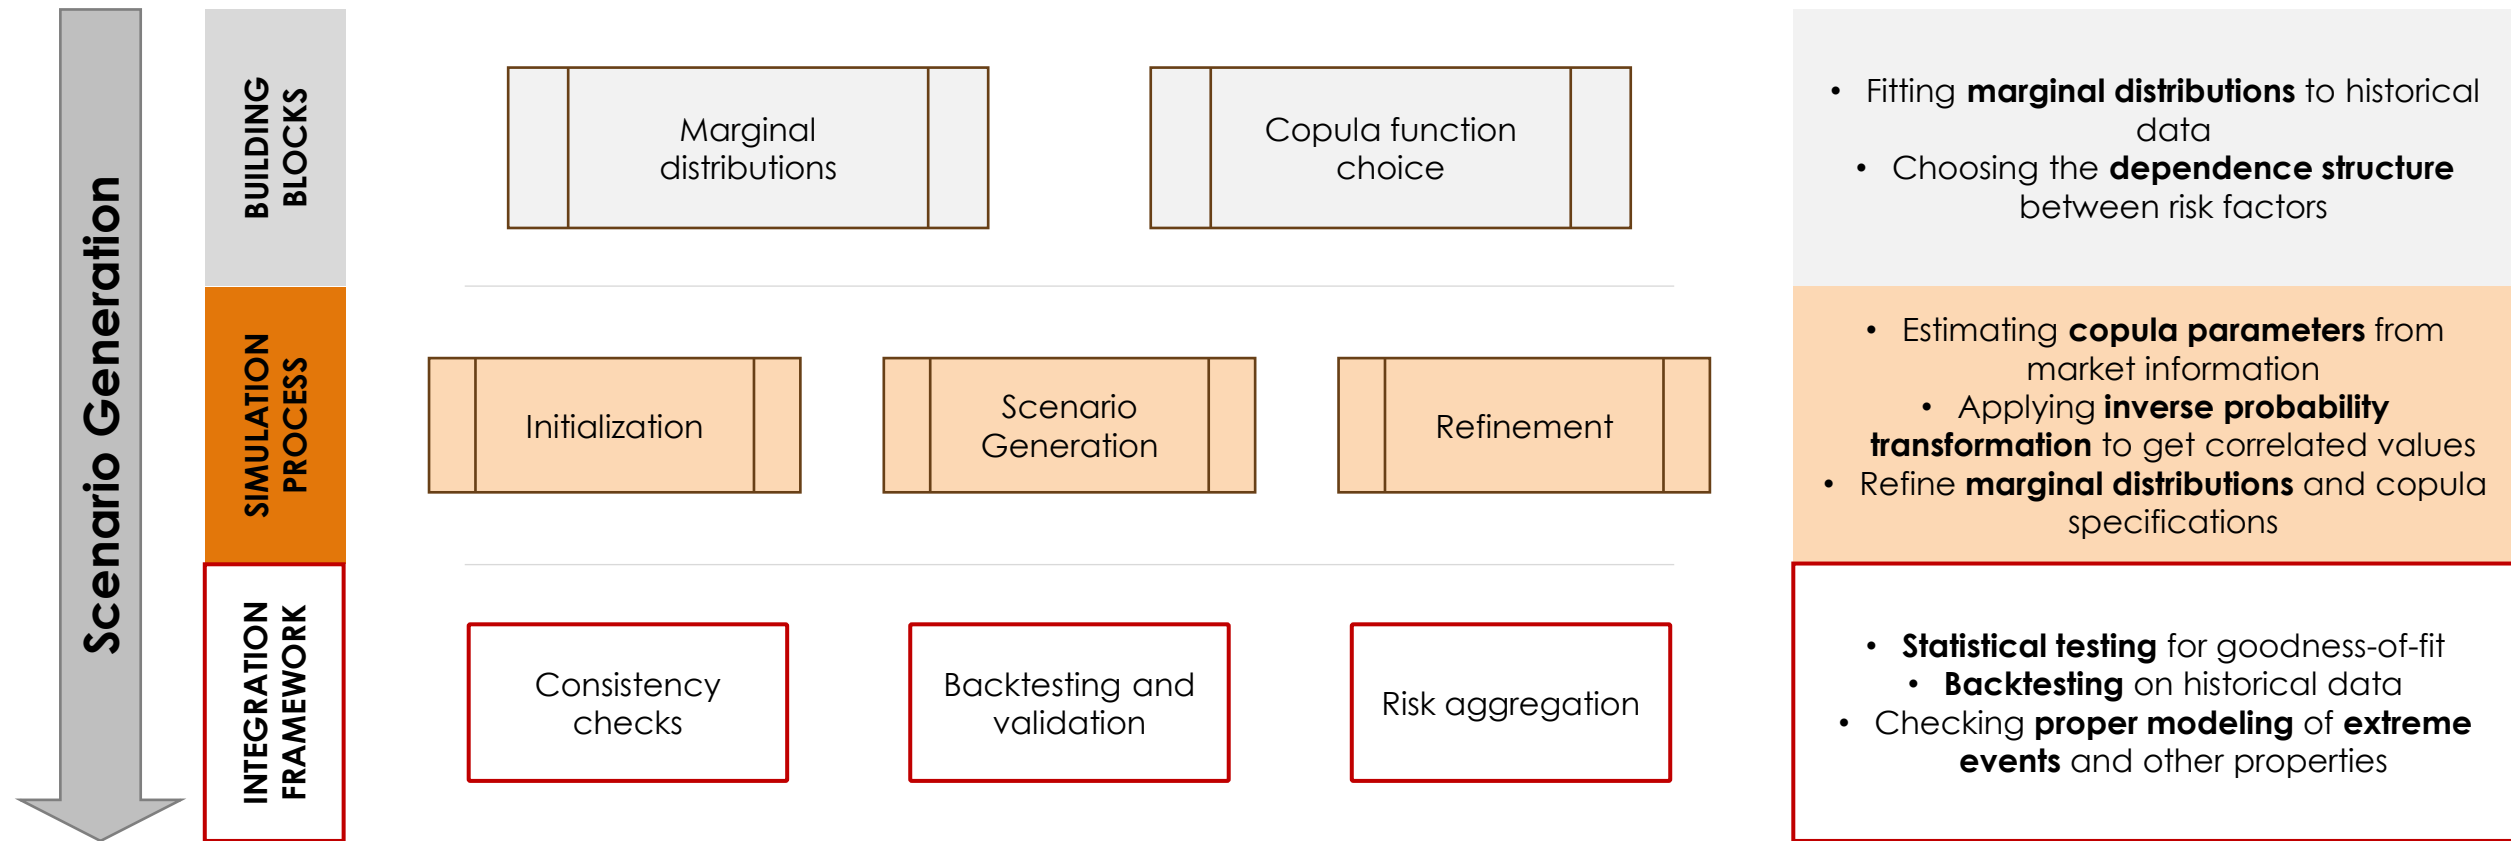 Scenario Generation
BUILDING
BLOCKS
Marginal
distributions
Copula function
choice
• Fitting marginal distributions to historical
data
• Choosing the dependence structure
between risk factors
SIMULATION
PROCESS
Initialization
Scenario
Generation
Refinement
• Estimating copula parameters from
market information
• Applying inverse probability
transformation to get correlated values
• Refine marginal distributions and copula
specifications
INTEGRATION
FRAMEWORK
Consistency
checks
Backtesting and
validation
Risk aggregation
• Statistical testing for goodness-of-fit
• Backtesting on historical data
• Checking proper modeling of extreme
events and other properties